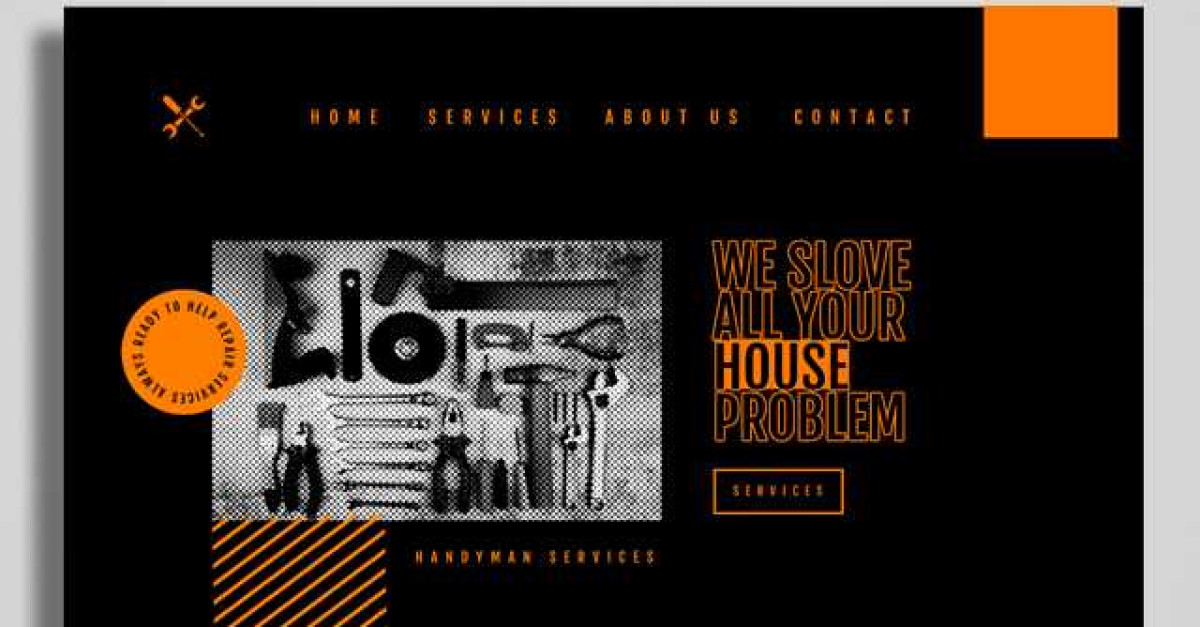 HOME SERVICES ABOUT US CONTACT
ALWAYS READY TO HELP REPAIR SERVICES
WE SLOVE
ALL YOUR
HOUSE
PROBLEM
SERVICES
HANDYMAN SERVICES